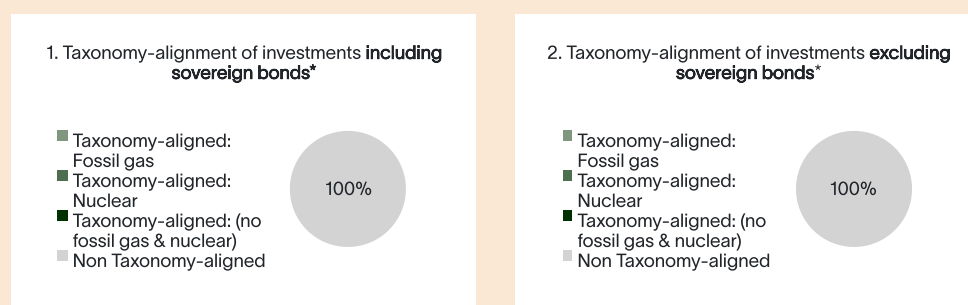 1. Taxonomy-alignment of investments including
sovereign bonds*
Taxonomy-aligned:
Fossil gas
Taxonomy-aligned:
Nuclear
Taxonomy-aligned: (no
fossil gas & nuclear)
Non Taxonomy-aligned
100%
2. Taxonomy-alignment of investments excluding
sovereign bonds*
Taxonomy-aligned:
Fossil gas
Taxonomy-aligned:
Nuclear
Taxonomy-aligned: (no
fossil gas & nuclear)
Non Taxonomy-aligned
100%